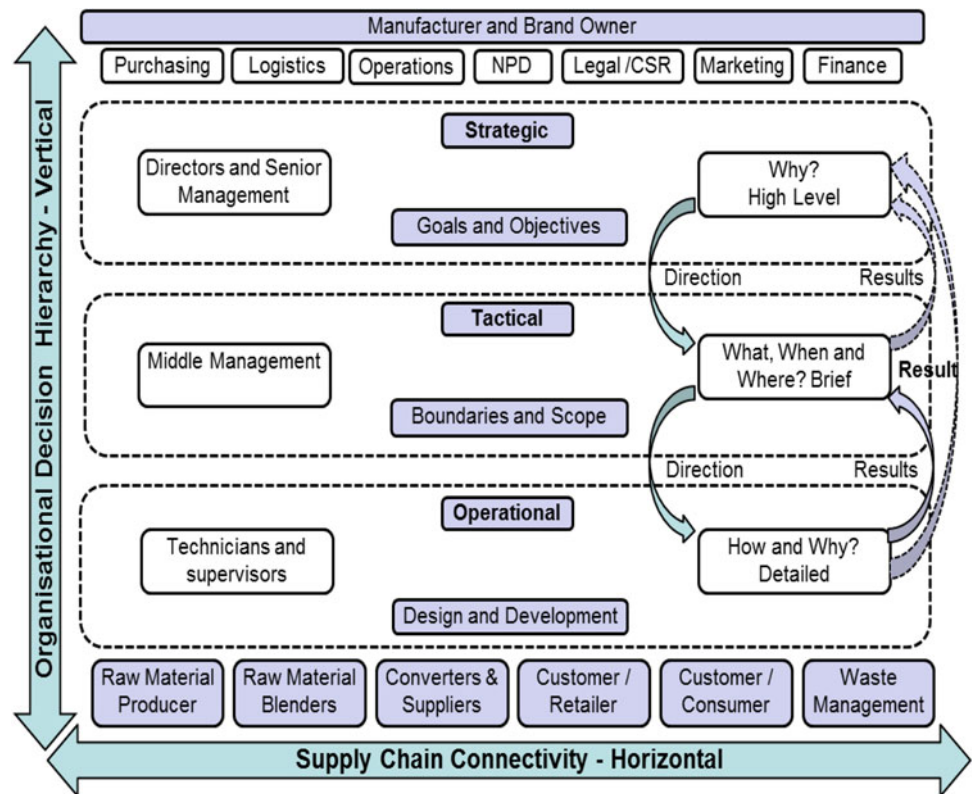 Manufacturer and Brand Owner
Purchasing
Logistics
Operations
NPD
Legal /CSR
Marketing
Finance
Organisational Decision Hierarchy - Vertical
Strategic
Directors and Senior
Management
Why?
High Level
Goals and Objectives
Direction
Results
Tactical
Middle Management
What, When and
Where? Brief
Result
Boundaries and Scope
Direction
Results
Operational
Technicians and
supervisors
How and Why?
Detailed
Design and Development
Raw Material
Producer
Raw Material
Blenders
Converters &
Suppliers
Customer /
Retailer
Customer /
Consumer
Waste
Management
Supply Chain Connectivity - Horizontal